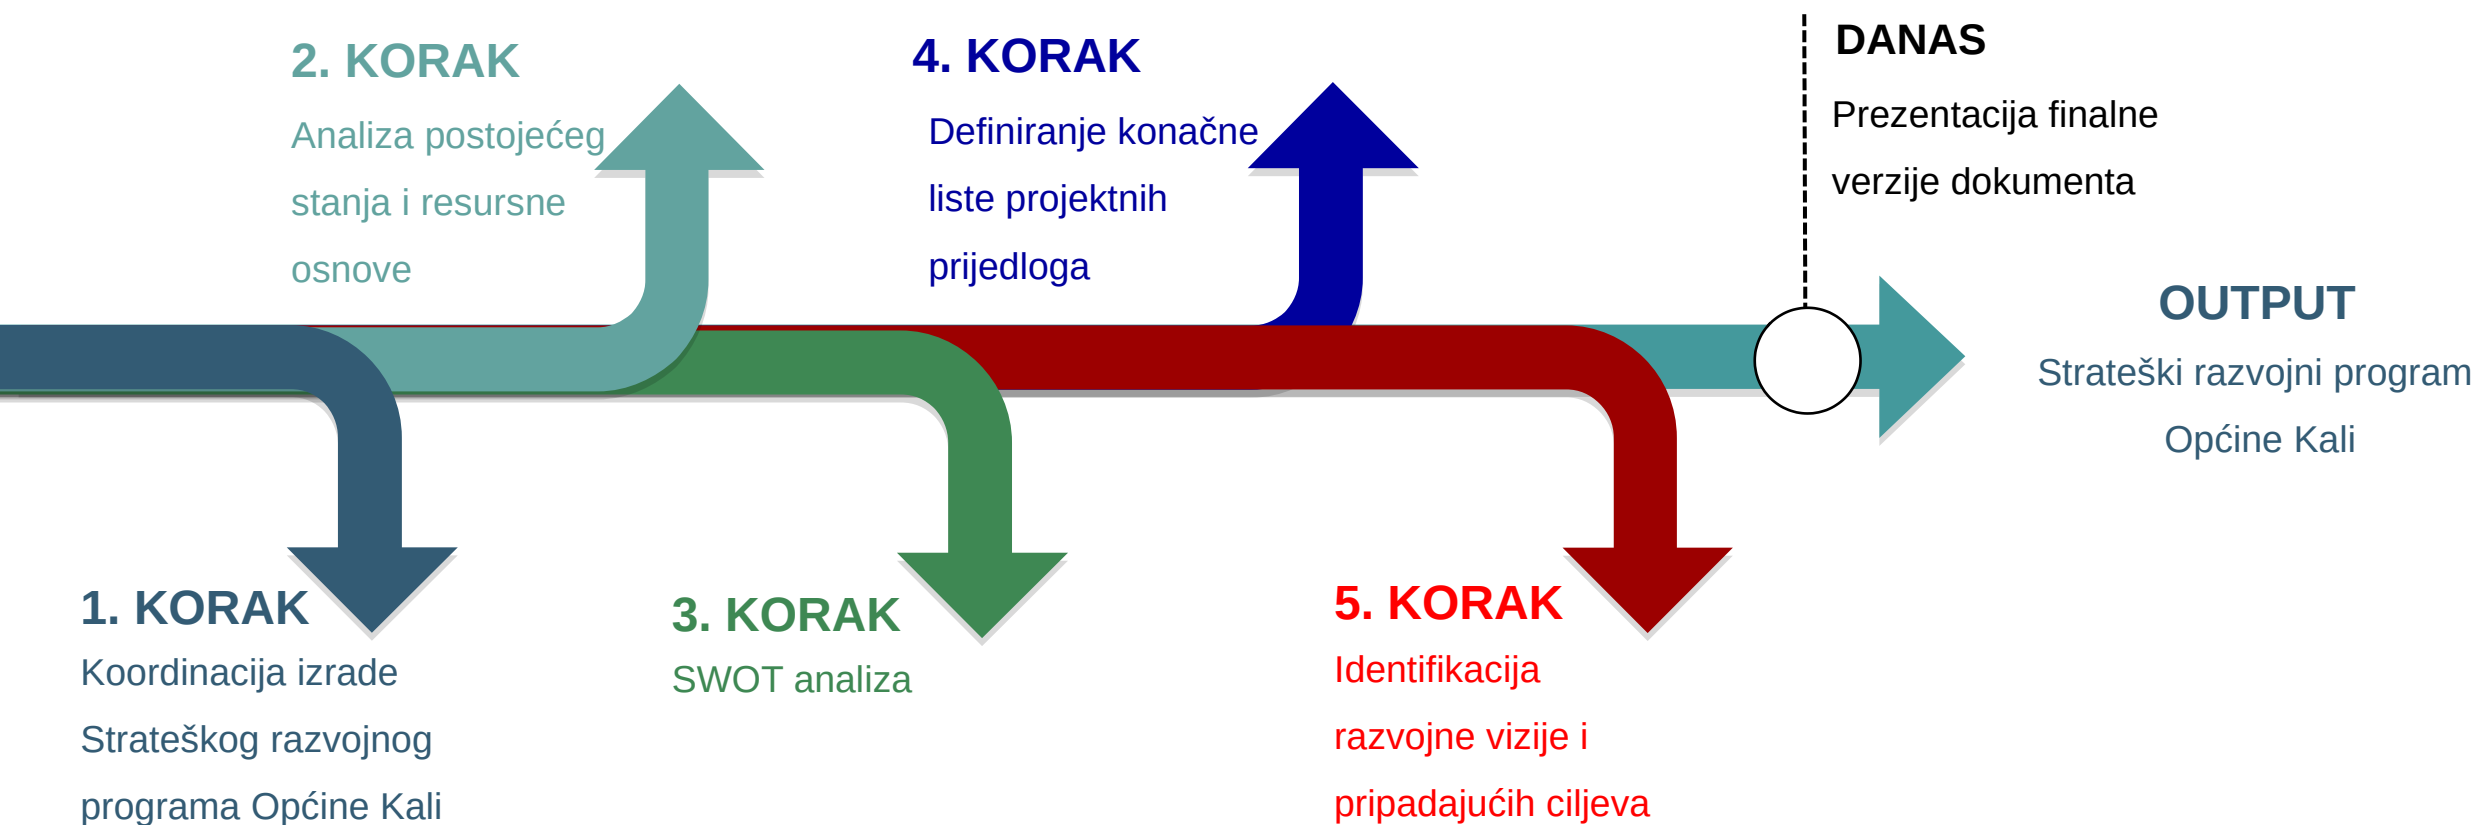 2. KORAK
Analiza postojećeg
stanja i resursne
osnove
4. KORAK
Definiranje konačne
liste projektnih
prijedloga
DANAS
Prezentacija finalne
verzije dokumenta
OUTPUT
Strateški razvojni program
Općine Kali
1. KORAK
Koordinacija izrade
Strateškog razvojnog
programa Općine Kali
3. KORAK
SWOT analiza
5. KORAK
Identifikacija
razvojne vizije i
pripadajućih ciljeva